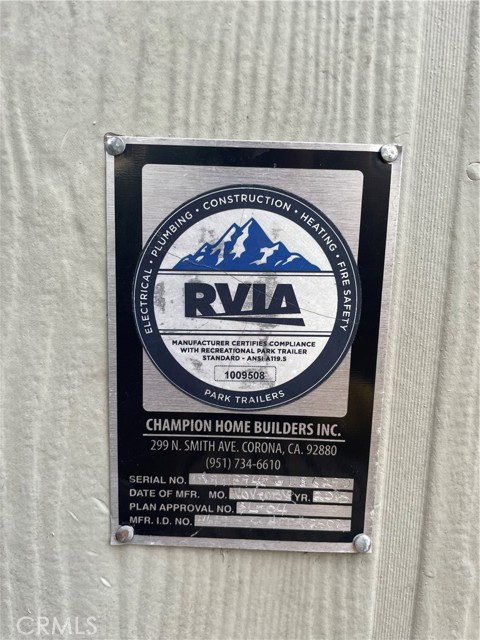 ELECTRICAL • PLUMBING • CONSTRUCTION • HEATING • FIRE SAFETY
RVIA
MANUFACTURER CERTIFIES COMPLIANCE
WITH RECREATIONAL PARK TRAILER
STANDARD - ANSI A119.5
1009508
PARK TRAILERS
CHAMPION HOME BUILDERS INC.
299 N. SMITH AVE. CORONA, CA. 92880
(951) 734-6610
SERIAL NO.
DATE OF MFR. MO. YR.
PLAN APPROVAL NO.
MFR. I.D. NO.
CRMLS